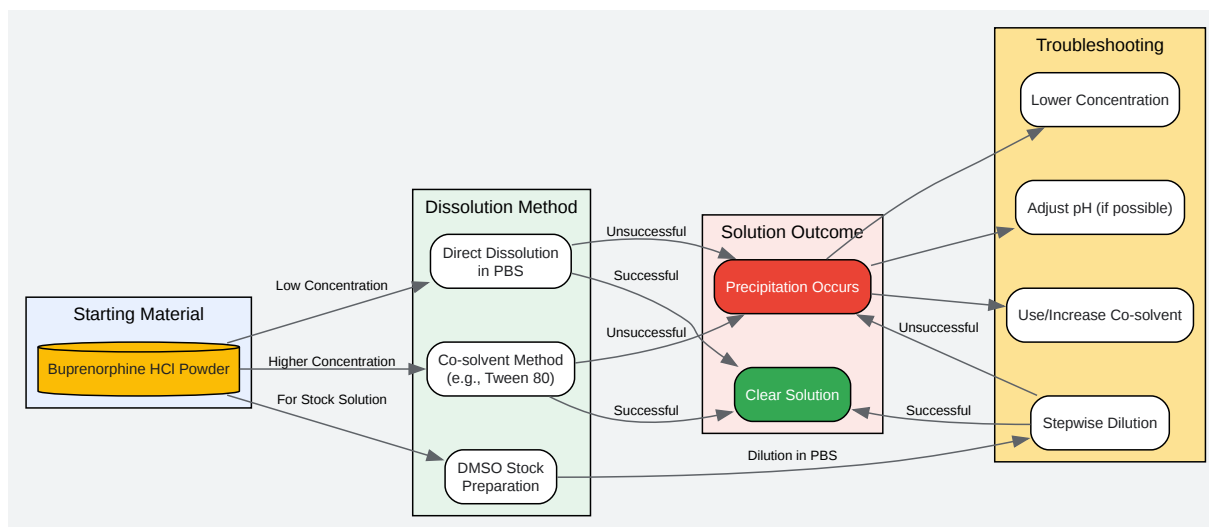 Starting Material
Buprenorphine HCl Powder
Low Concentration
Higher Concentration
For Stock Solution
Dissolution Method
Direct Dissolution
in PBS
Co-solvent Method
(e.g., Tween 80)
DMSO Stock
Preparation
Unsuccessful
Successful
Unsuccessful
Successful
Dilution in PBS
Solution Outcome
Precipitation Occurs
Clear Solution
Unsuccessful
Successful
Troubleshooting
Lower Concentration
Adjust pH (if possible)
Use/Increase Co-solvent
Stepwise Dilution